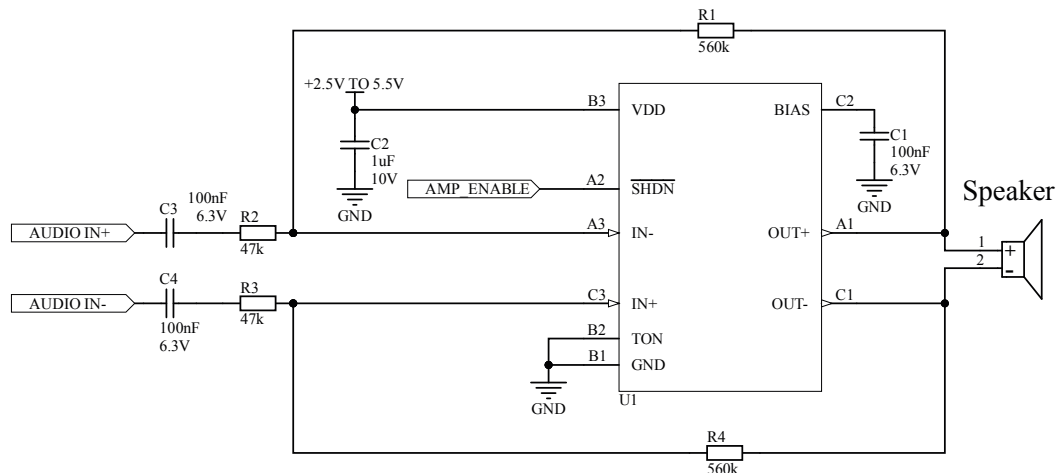 R1
560k
+2.5V TO 5.5V
B3
VDD
BIAS
C2
C2
1uF
10V
C1
100nF
6.3V
AMP_ENABLE
A2
SHDN
GND
GND
Speaker
C3
100nF
6.3V
R2
47k
AUDIO IN+
A3
IN-
OUT+
A1
1
+
2
-
C4
100nF
6.3V
R3
47k
AUDIO IN-
C3
IN+
OUT-
C1
B2
TON
B1
GND
GND
U1
R4
560k